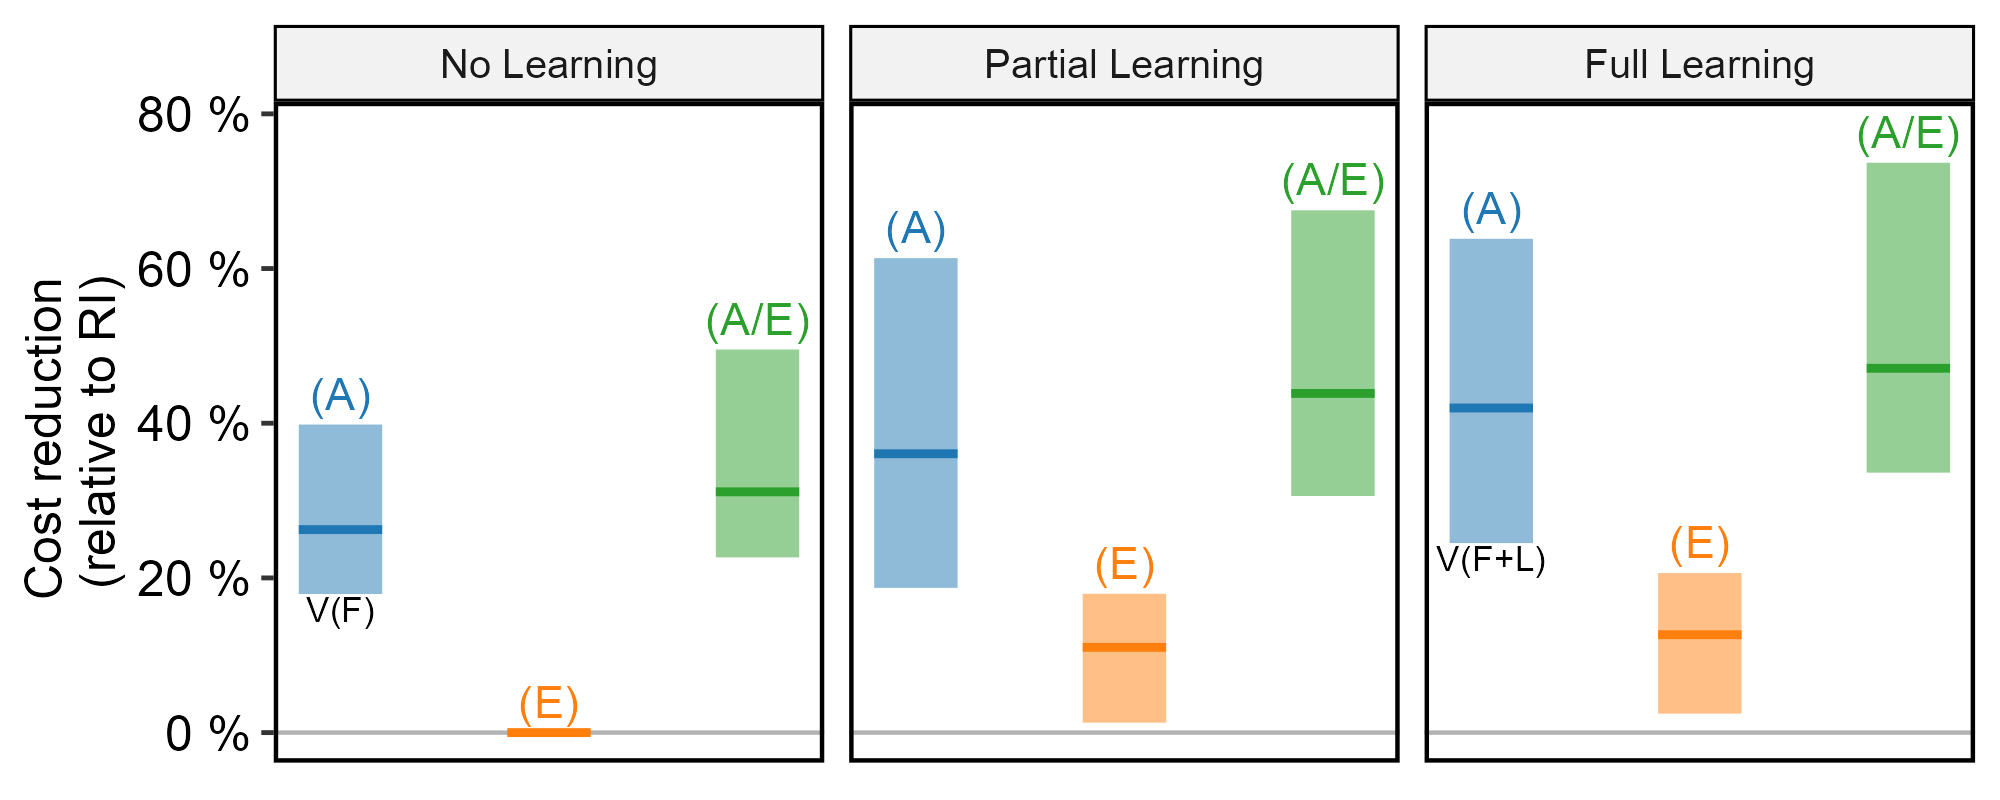 No Learning
Partial Learning
Full Learning
Cost reduction
(relative to RI)
80 %
60 %
40 %
20 %
0 %
(A)
V(F)
(E)
(A/E)
(A)
(E)
(A/E)
(A)
V(F+L)
(E)
(A/E)